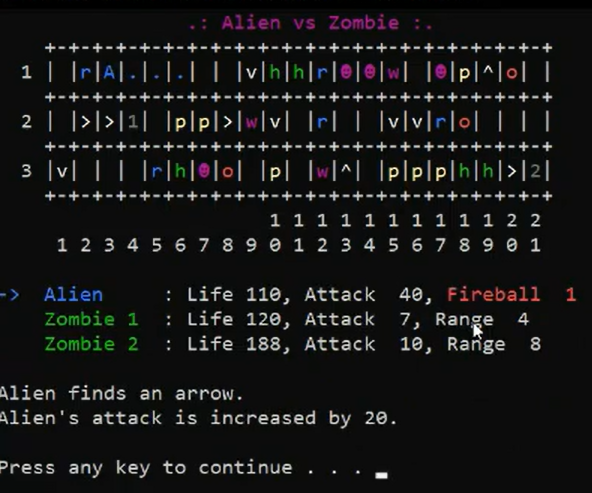 .: Alien vs Zombie :.
+-+-+-+-+-+-+-+-+-+-+-+-+-+-+-+-+-+-+-+-+-+
1 | |r|A|.|.|.| | |v|h|h|r|☻|☻|w| |☻|p|^|o| |
+-+-+-+-+-+-+-+-+-+-+-+-+-+-+-+-+-+-+-+-+-+
2 | |>|>|1| |p|p|>|w|v| |r| | |v|v|r|o| | | |
+-+-+-+-+-+-+-+-+-+-+-+-+-+-+-+-+-+-+-+-+-+
3 |v| | | |r|h|☻|o| |p| |w|^| |p|p|p|h|h|>|2|
+-+-+-+-+-+-+-+-+-+-+-+-+-+-+-+-+-+-+-+-+-+
1 1 1 1 1 1 1 1 1 1 2 2
1 2 3 4 5 6 7 8 9 0 1 2 3 4 5 6 7 8 9 0 1
-> Alien : Life 110, Attack 40, Fireball 1
Zombie 1 : Life 120, Attack 7, Range 4
Zombie 2 : Life 188, Attack 10, Range 8
Alien finds an arrow.
Alien's attack is increased by 20.
Press any key to continue . . . _